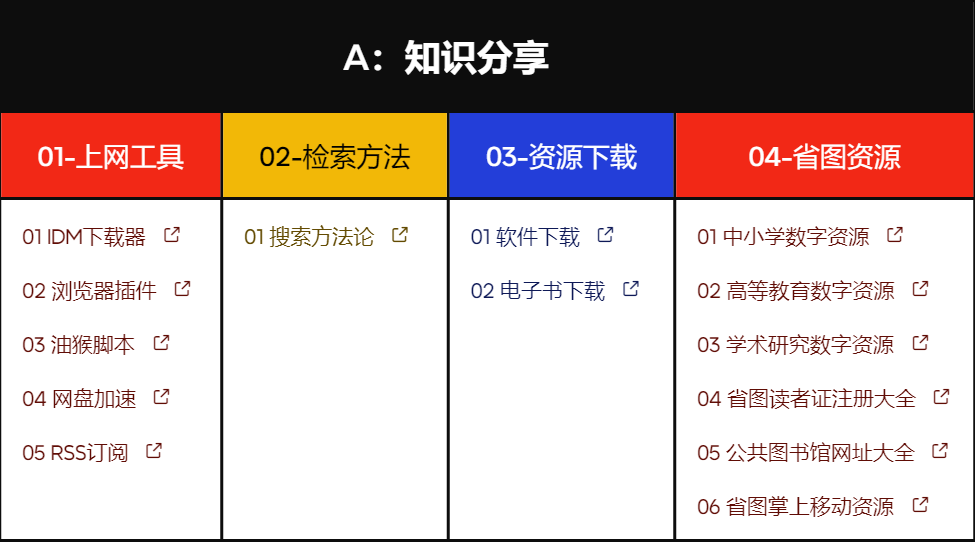 A：知识分享
01-上网工具
01 IDM下载器
02 浏览器插件
03 油猴脚本
04 网盘加速
05 RSS订阅
02-检索方法
01 搜索方法论
03-资源下载
01 软件下载
02 电子书下载
04-省图资源
01 中小学数字资源
02 高等教育数字资源
03 学术研究数字资源
04 省图读者证注册大全
05 公共图书馆网址大全
06 省图掌上移动资源